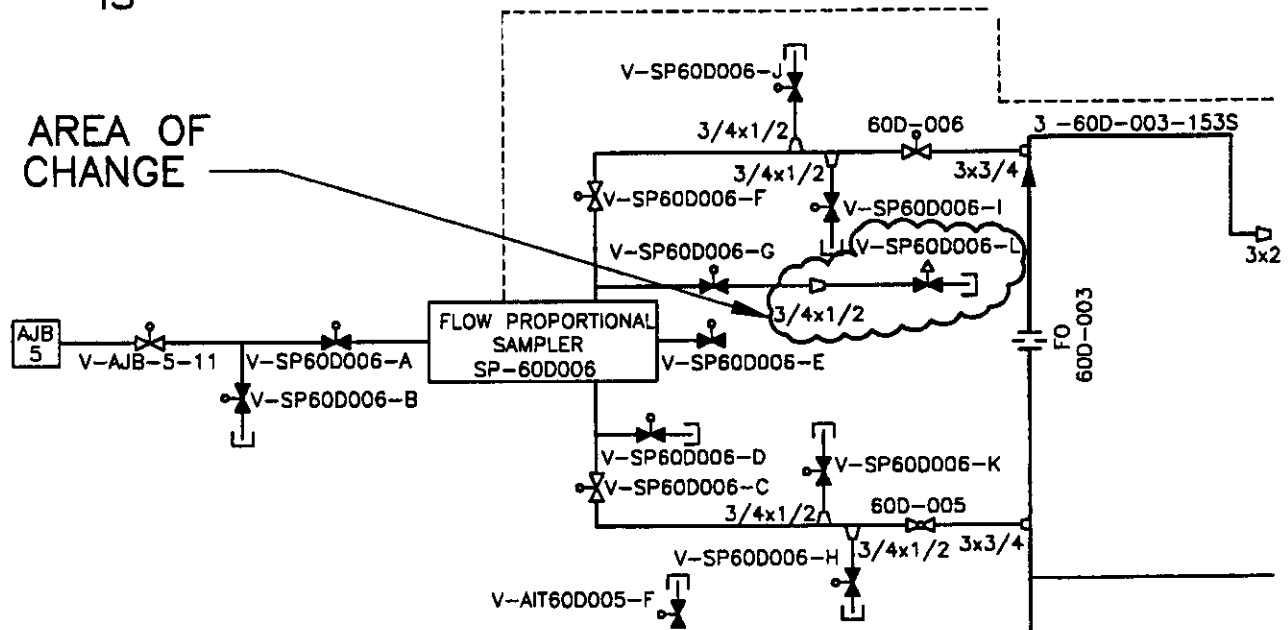 IS
AREA OF
CHANGE
V-SP60D006-J
3/4x1/2
60D-006
3 -60D-003-153S
3/4x1/2
3x3/4
V-SP60D006-F
V-SP60D006-I
V-SP60D006-G
V-SP60D006-L
3x2
3/4x1/2
AJB
5
V-AJB-5-11
V-SP60D006-A
FLOW PROPORTIONAL
SAMPLER
SP-60D006
V-SP60D006-E
FO
60D-003
V-SP60D006-B
V-SP60D006-D
V-SP60D006-K
V-SP60D006-C
3/4x1/2
60D-005
V-SP60D006-H
3/4x1/2
3x3/4
V-AIT60D005-F